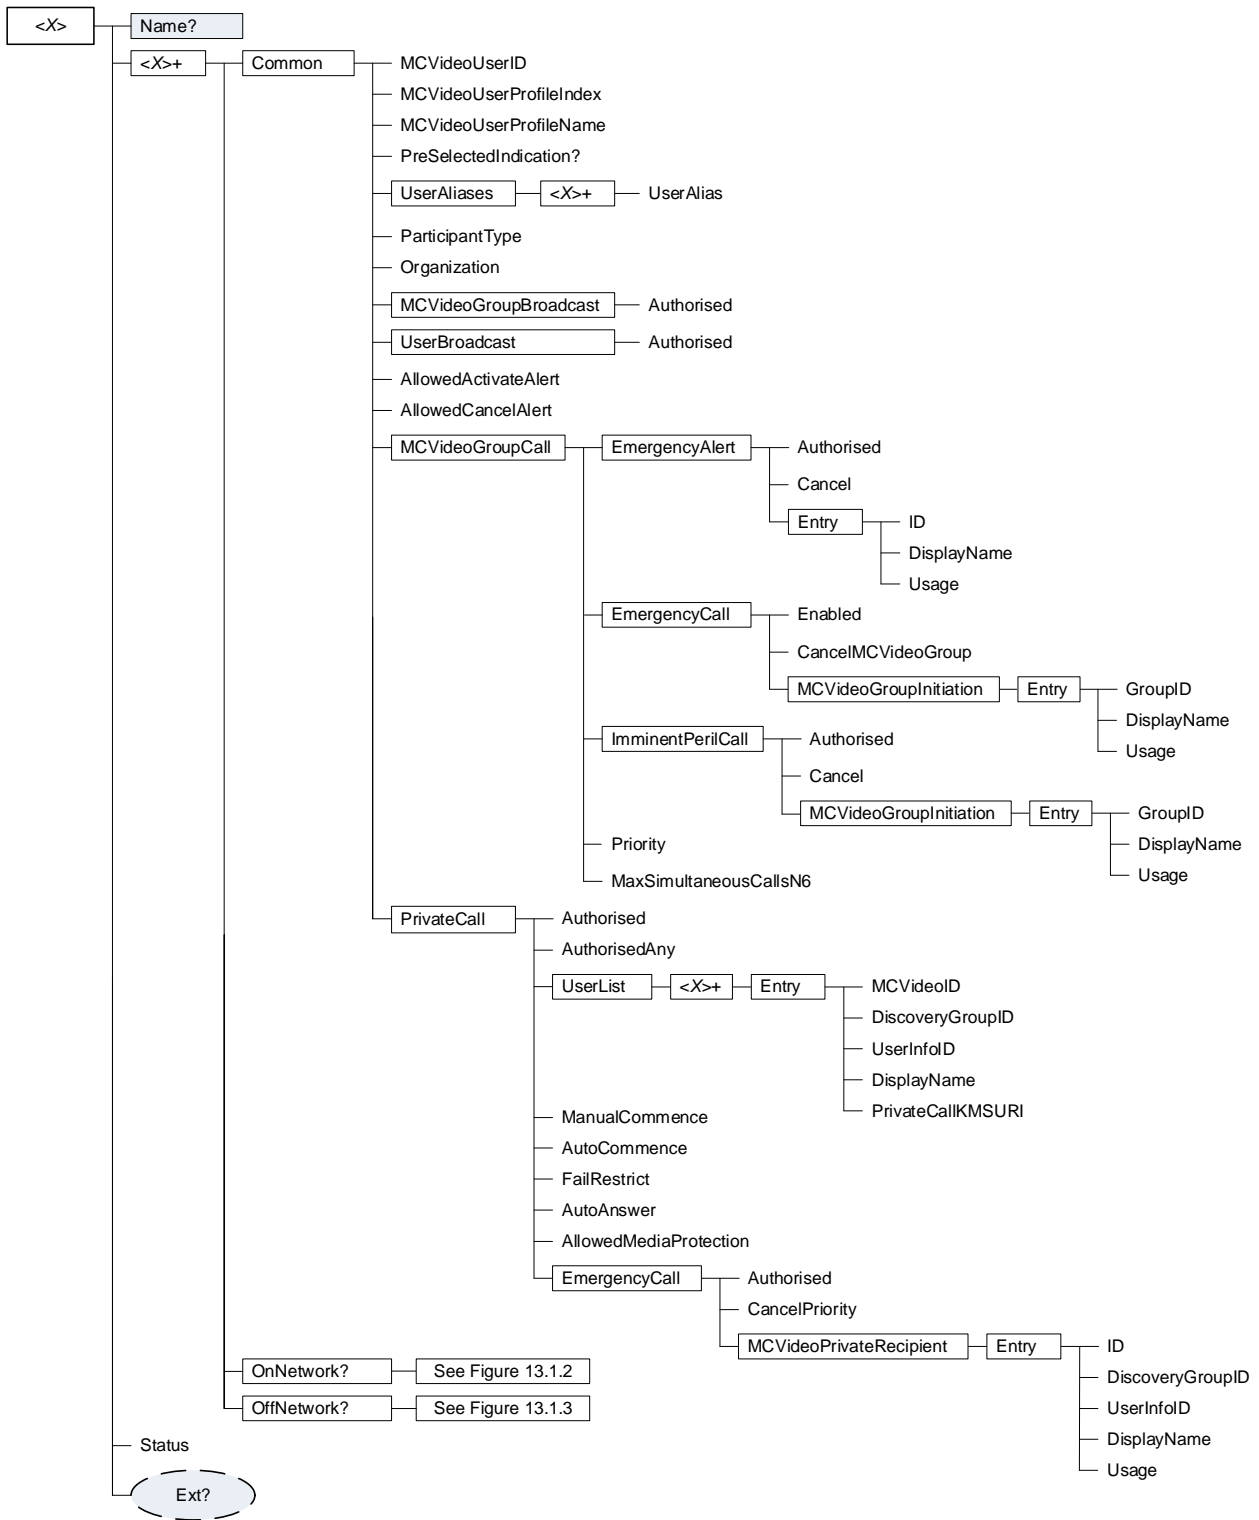 <X>
Name?
<X>+
Common
MCVideoUserID
MCVideoUserProfileIndex
MCVideoUserProfileName
PreSelectedIndication?
UserAliases
<X>+
UserAlias
ParticipantType
Organization
MCVideoGroupBroadcast
Authorised
UserBroadcast
Authorised
AllowedActivateAlert
AllowedCancelAlert
MCVideoGroupCall
EmergencyAlert
Authorised
Cancel
Entry
ID
DisplayName
Usage
EmergencyCall
Enabled
CancelMCVideoGroup
MCVideoGroupInitiation
Entry
GroupID
DisplayName
Usage
ImminentPerilCall
Authorised
Cancel
MCVideoGroupInitiation
Entry
GroupID
DisplayName
Usage
Priority
MaxSimultaneousCallsN6
PrivateCall
Authorised
AuthorisedAny
UserList
<X>+
Entry
MCVideoID
DiscoveryGroupID
UserInfoID
DisplayName
PrivateCallKMSURI
ManualCommence
AutoCommence
FailRestrict
AutoAnswer
AllowedMediaProtection
EmergencyCall
Authorised
CancelPriority
MCVideoPrivateRecipient
Entry
ID
DiscoveryGroupID
UserInfoID
DisplayName
Usage
OnNetwork?
See Figure 13.1.2
OffNetwork?
See Figure 13.1.3
Status
Ext?